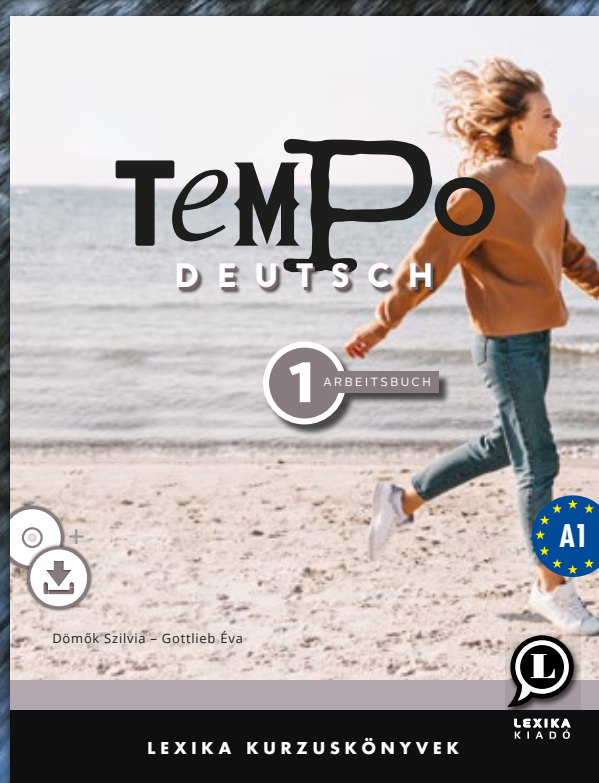 TeMPo
DEUTSCH
1 ARBEITSBUCH
A1
Dömők Szilvia – Gottlieb Éva
L
LEXIKA
KIADÓ
LEXIKA KURZUSKÖNYVEK